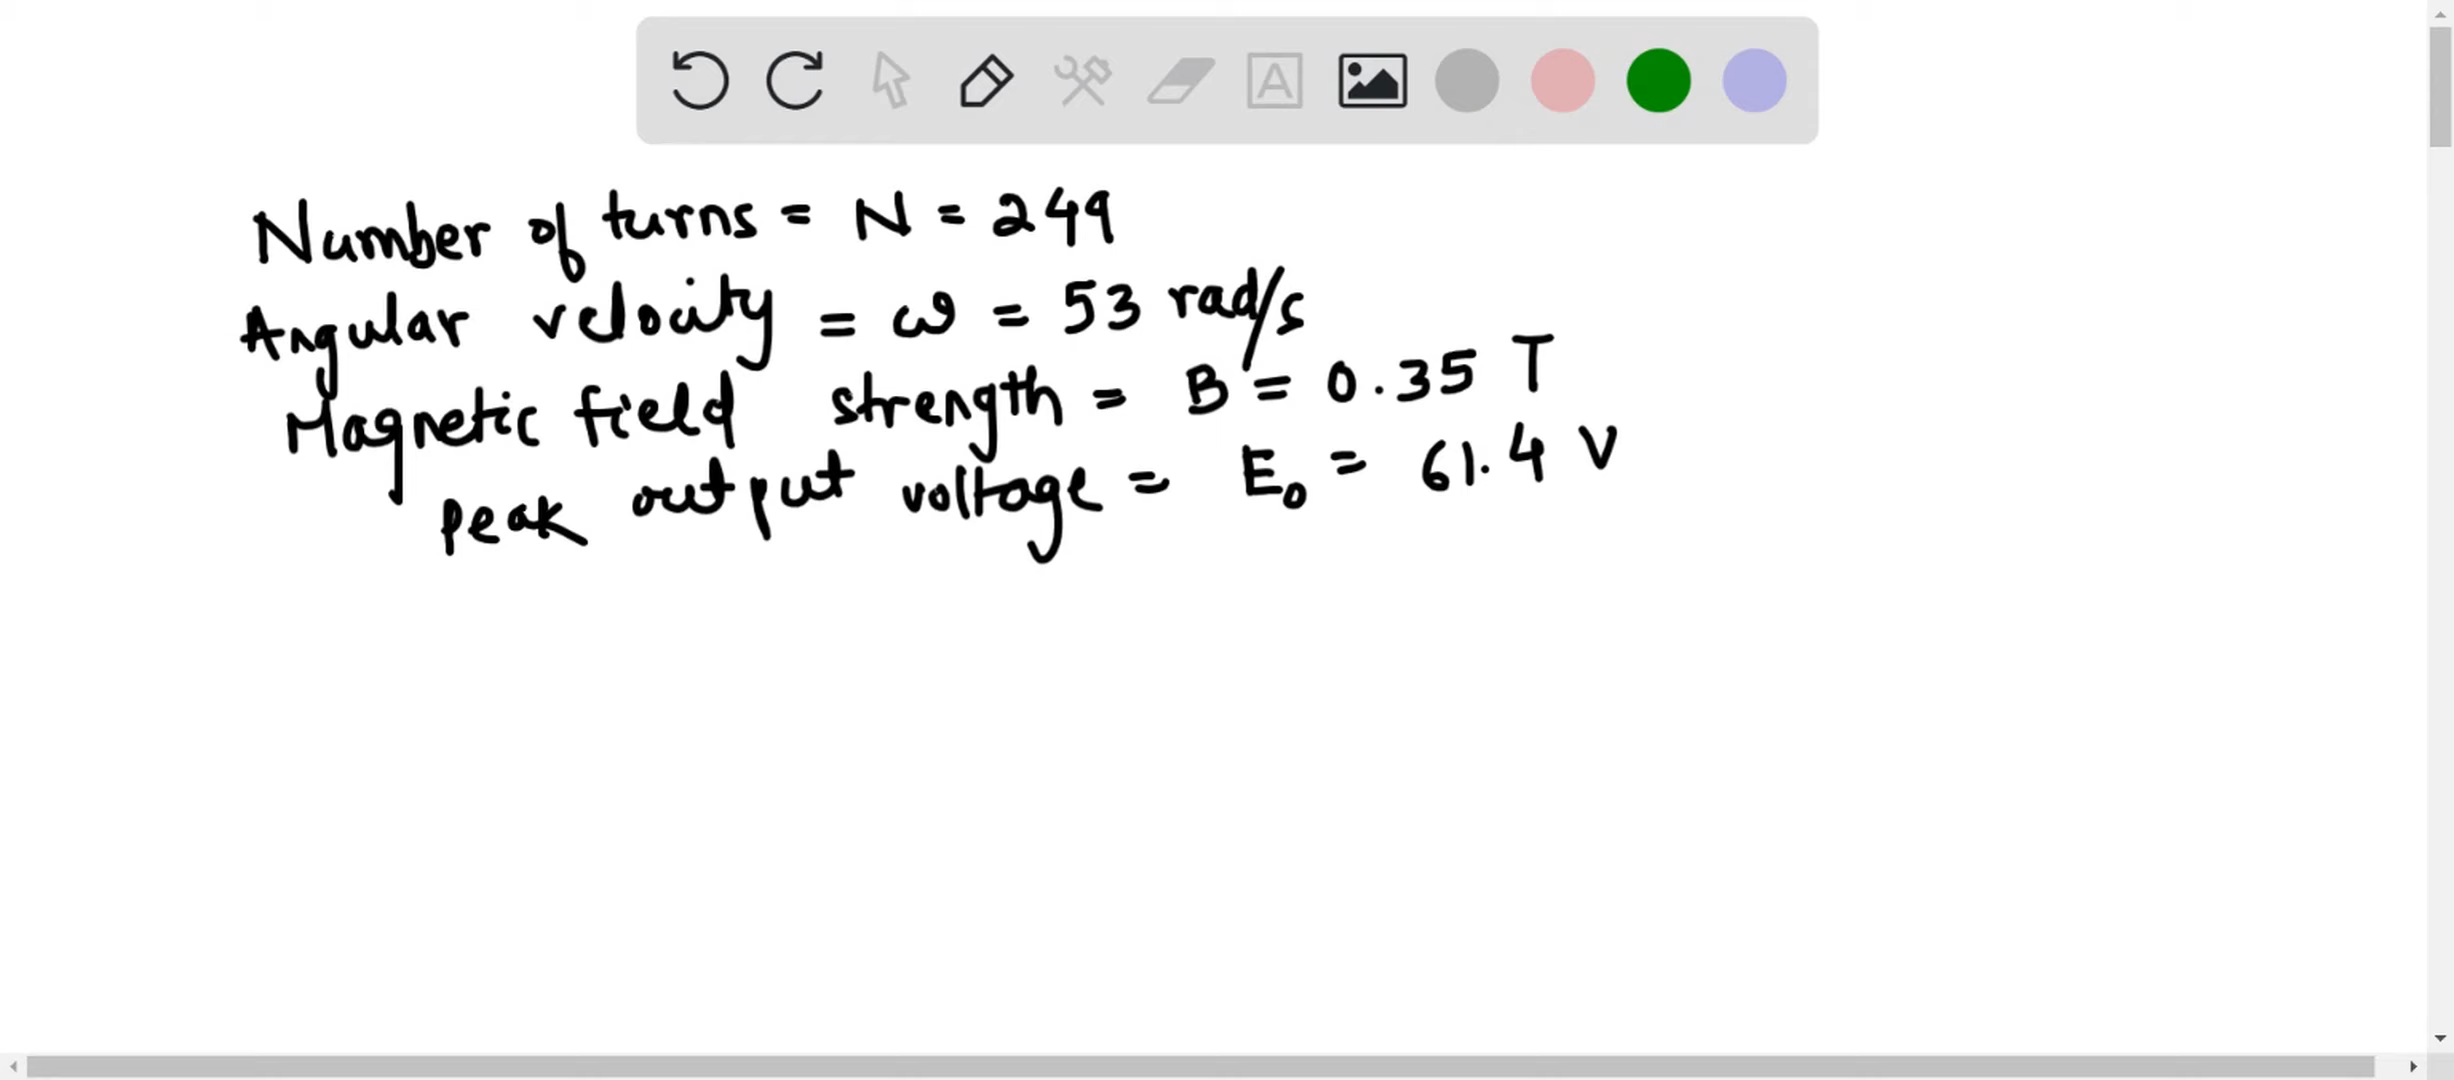 Number of turns = N = 249
Angular velocity = ω = 53 rad/s
Magnetic field strength = B = 0.35 T
Peak output voltage = E₀ = 61.4 V
A